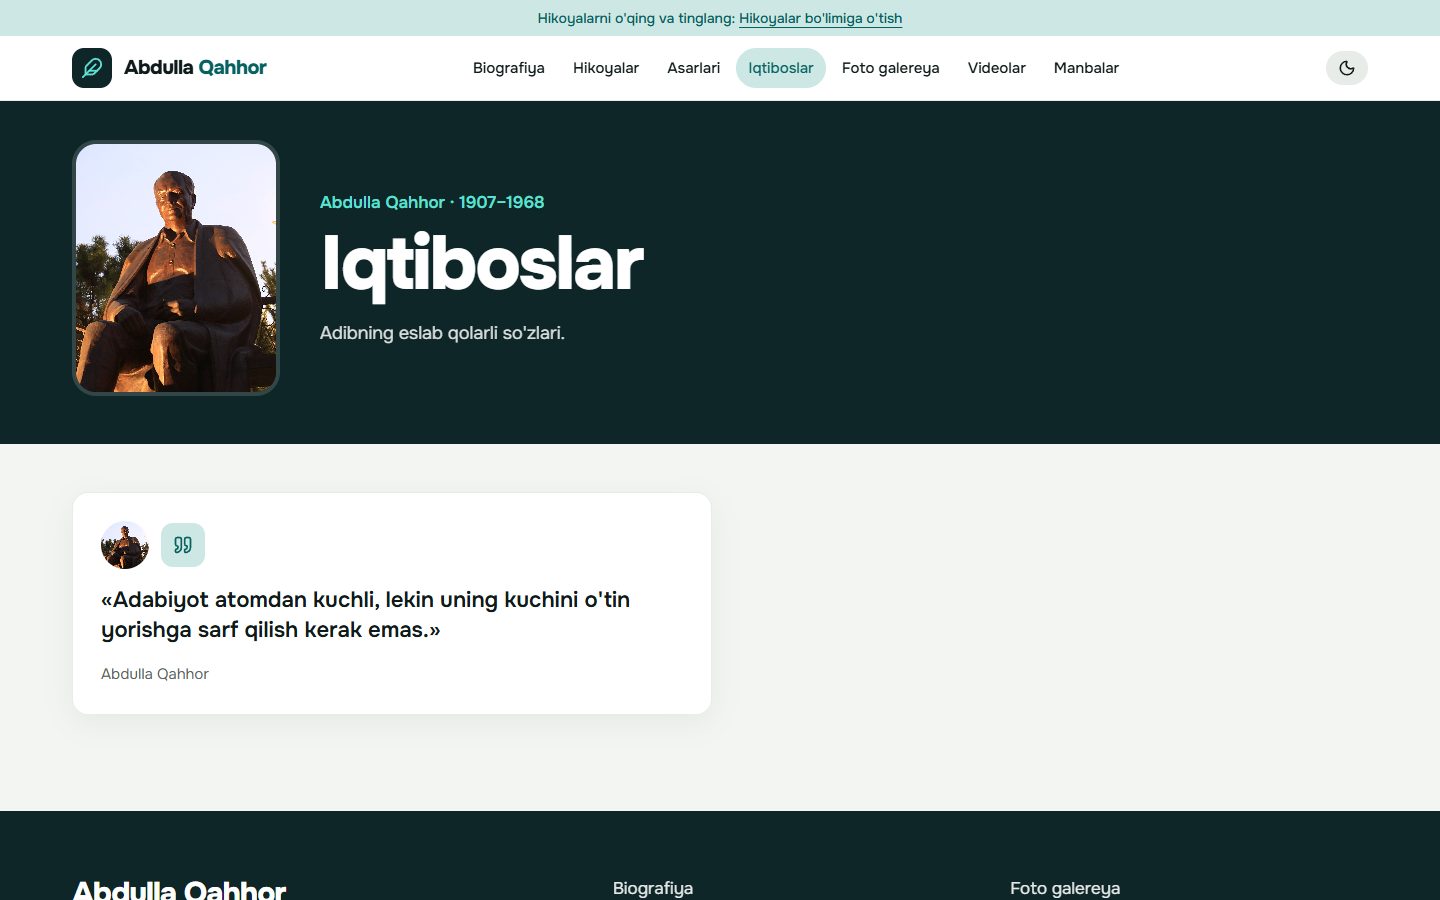 Hikoyalarni o'qing va tinglang: Hikoyalar bo'limiga o'tish
Abdulla Qahhor
Biografiya
Hikoyalar
Asarlari
Iqtiboslar
Foto galereya
Videolar
Manbalar
Abdulla Qahhor · 1907–1968
Iqtiboslar
Adibning eslab qolarli so'zlari.
«Adabiyot atomdan kuchli, lekin uning kuchini o'tin
yorishga sarf qilish kerak emas.»
Abdulla Qahhor
Abdulla Qahhor
Biografiya
Foto galereya